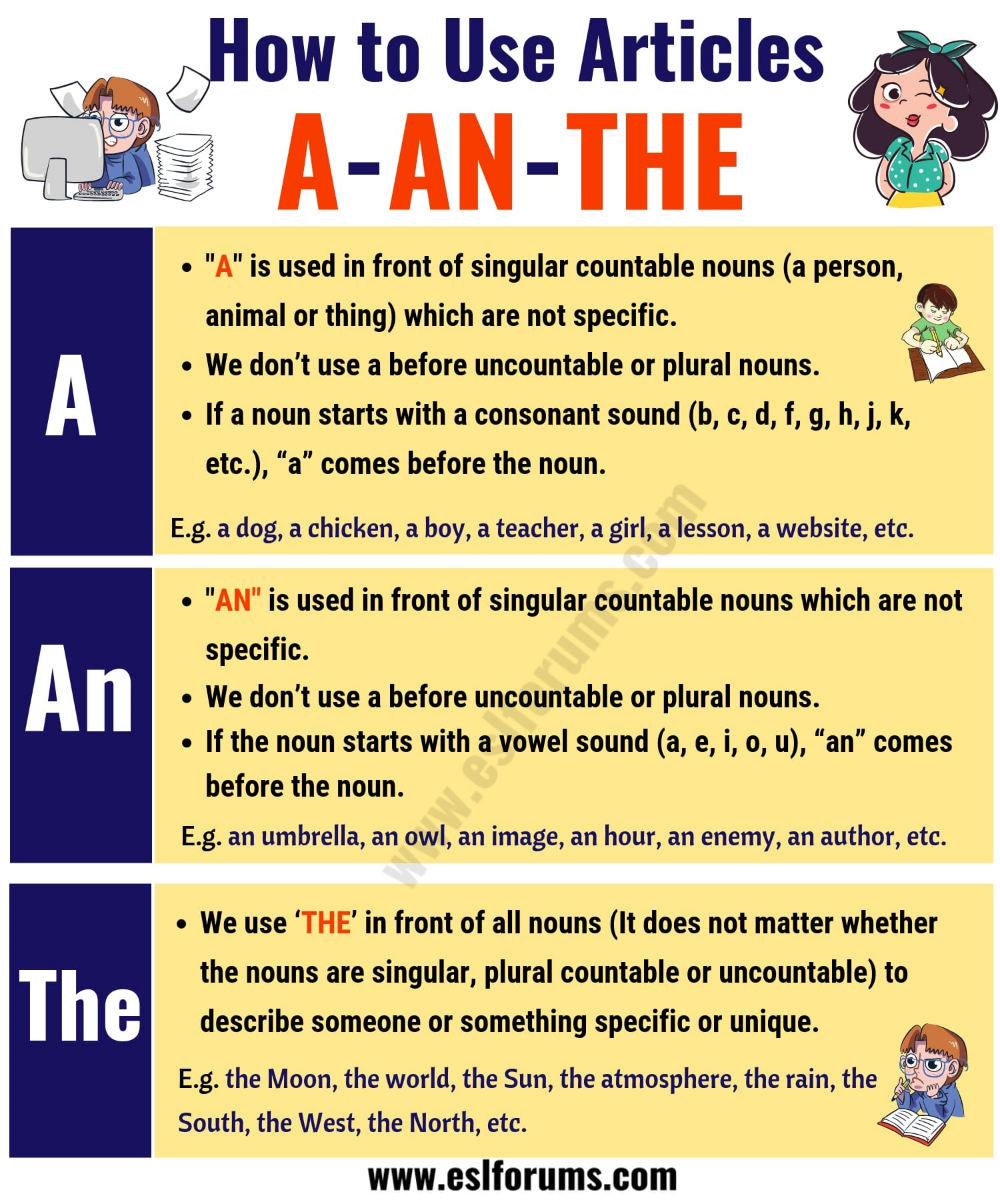 How to Use Articles
A-AN-THE
A
• "A" is used in front of singular countable nouns (a person,
animal or thing) which are not specific.
• We don’t use a before uncountable or plural nouns.
• If a noun starts with a consonant sound (b, c, d, f, g, h, j, k,
etc.), “a” comes before the noun.
E.g. a dog, a chicken, a boy, a teacher, a girl, a lesson, a website, etc.
An
• "AN" is used in front of singular countable nouns which are not
specific.
• We don’t use a before uncountable or plural nouns.
• If the noun starts with a vowel sound (a, e, i, o, u), “an” comes
before the noun.
E.g. an umbrella, an owl, an image, an hour, an enemy, an author, etc.
The
• We use ‘THE’ in front of all nouns (It does not matter whether
the nouns are singular, plural countable or uncountable) to
describe someone or something specific or unique.
E.g. the Moon, the world, the Sun, the atmosphere, the rain, the
South, the West, the North, etc.
www.eslforums.com
www.eslforums.com